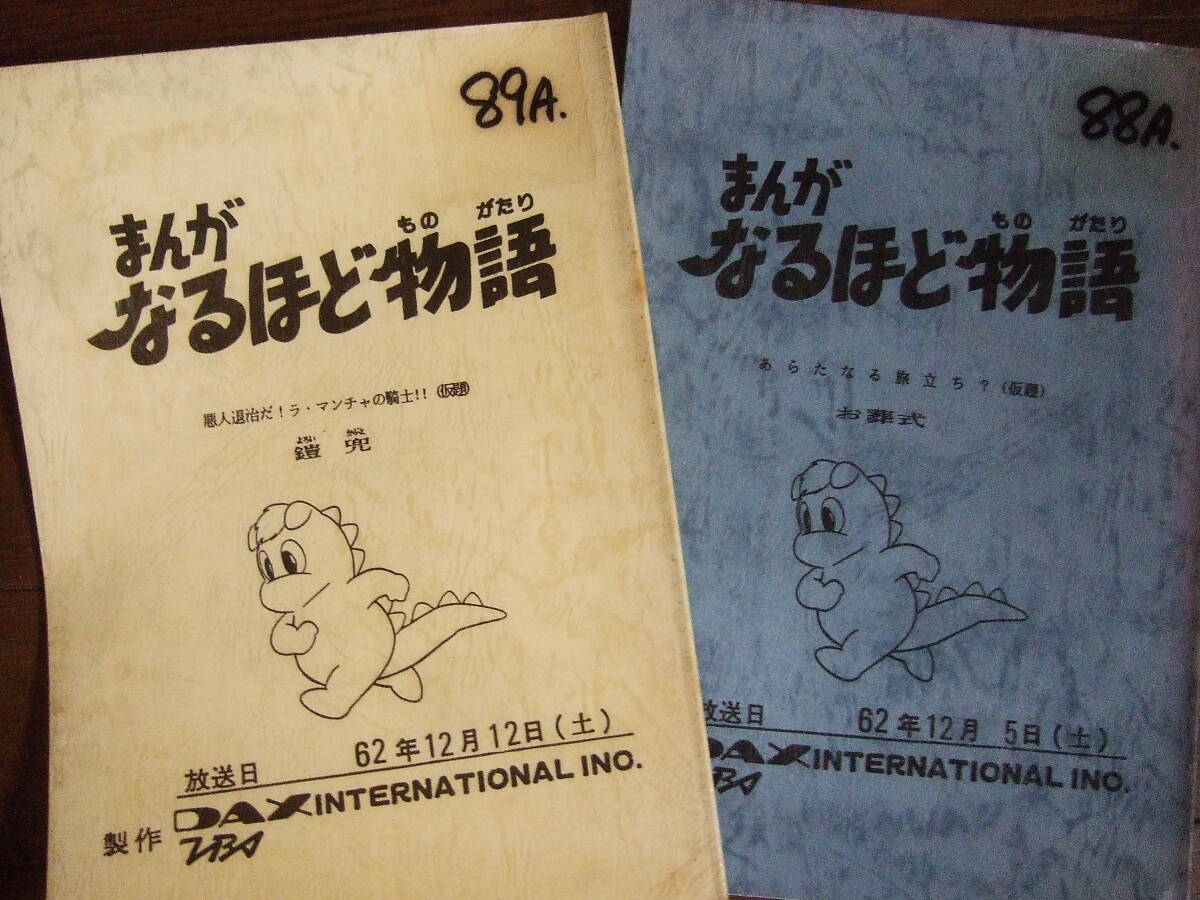 89A.
まんが
もの がたり
なるほど物語
悪人退治だ!ラ・マンチャの騎士!!(仮題)
よろい かぶと
鎧 兜
放送日 62年12月12日(土)
製作 DAX INTERNATIONAL INC.
TBS
88A.
まんが
もの がたり
なるほど物語
あらたなる旅立ち?(仮題)
お葬式
放送日 62年12月 5日(土)
DAX INTERNATIONAL INC.
TBS